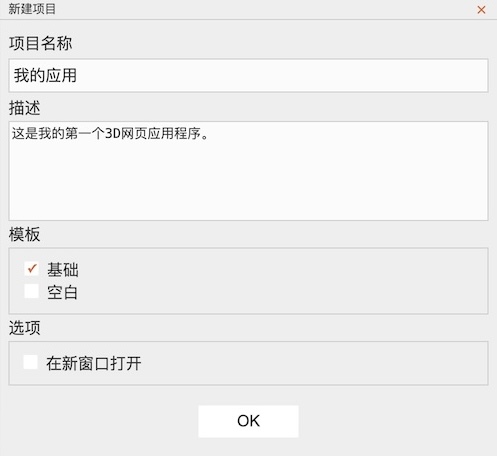 新建项目
项目名称
我的应用
描述
这是我的第一个3D网页应用程序。
模板
基础
空白
选项
在新窗口打开
OK